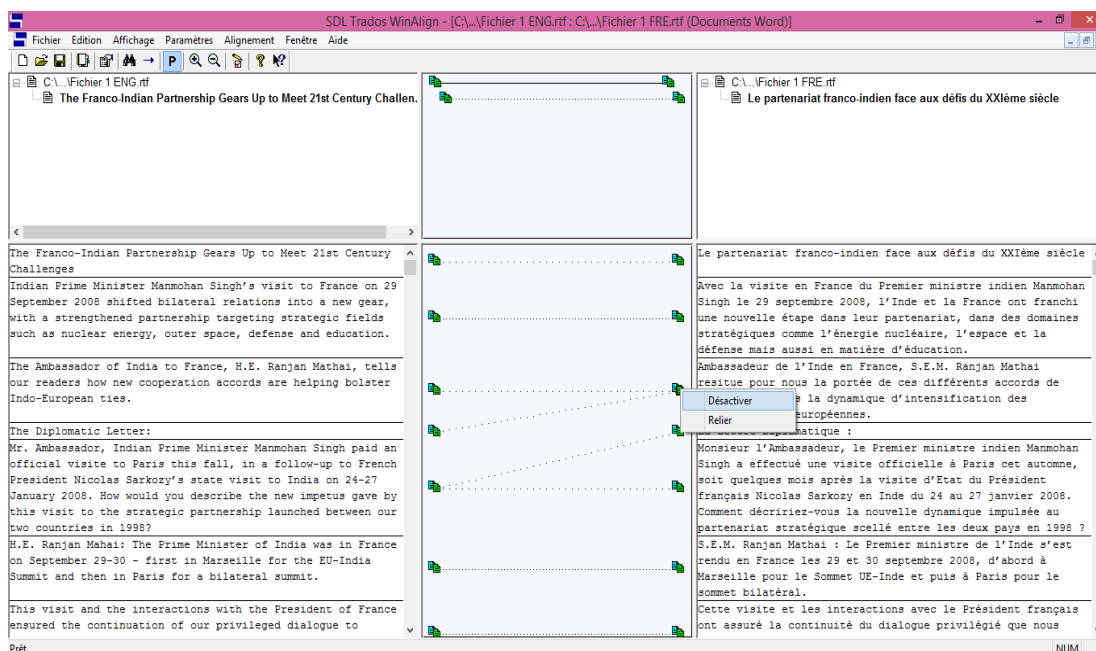 SDL Trados WinAlign - [C:\...\Fichier 1 ENG.rtf : C:\...\Fichier 1 FRE.rtf (Documents Word)]
Fichier Edition Affichage Paramètres Alignement Fenêtre Aide
P
C:\...\Fichier 1 ENG.rtf
The Franco-Indian Partnership Gears Up to Meet 21st Century Challen.
C:\...\Fichier 1 FRE.rtf
Le partenariat franco-indien face aux défis du XXIème siècle
The Franco-Indian Partnership Gears Up to Meet 21st Century
Challenges
Indian Prime Minister Manmohan Singh's visit to France on 29
September 2008 shifted bilateral relations into a new gear,
with a strengthened partnership targeting strategic fields
such as nuclear energy, outer space, defense and education.
The Ambassador of India to France, H.E. Ranjan Mathai, tells
our readers how new cooperation accords are helping bolster
Indo-European ties.
The Diplomatic Letter:
Mr. Ambassador, Indian Prime Minister Manmohan Singh paid an
official visite to Paris this fall, in a follow-up to French
President Nicolas Sarkozy's state visit to India on 24-27
January 2008. How would you describe the new impetus gave by
this visit to the strategic partnership launched between our
two countries in 1998?
H.E. Ranjan Mahai: The Prime Minister of India was in France
on September 29-30 - first in Marseille for the EU-India
Summit and then in Paris for a bilateral summit.
This visit and the interactions with the President of France
ensured the continuation of our privileged dialogue to
Le partenariat franco-indien face aux défis du XXIème siècle
Avec la visite en France du Premier ministre indien Manmohan
Singh le 29 septembre 2008, l'Inde et la France ont franchi
une nouvelle étape dans leur partenariat, dans des domaines
stratégiques comme l'énergie nucléaire, l'espace et la
défense mais aussi en matière d'éducation.
Ambassadeur de l'Inde en France, S.E.M. Ranjan Mathai
resitue pour nous la portée de ces différents accords de
la dynamique d'intensification des
européennes.
Désactiver
Relier
Monsieur l'Ambassadeur, le Premier ministre indien Manmohan
Singh a effectué une visite officielle à Paris cet automne,
soit quelques mois après la visite d'Etat du Président
français Nicolas Sarkozy en Inde du 24 au 27 janvier 2008.
Comment décririez-vous la nouvelle dynamique impulsée au
partenariat stratégique scellé entre les deux pays en 1998 ?
S.E.M. Ranjan Mathai : Le Premier ministre de l'Inde s'est
rendu en France les 29 et 30 septembre 2008, d'abord à
Marseille pour le Sommet UE-Inde et puis à Paris pour le
sommet bilatéral.
Cette visite et les interactions avec le Président français
ont assuré la continuité du dialogue privilégié que nous
Prêt.
NUM